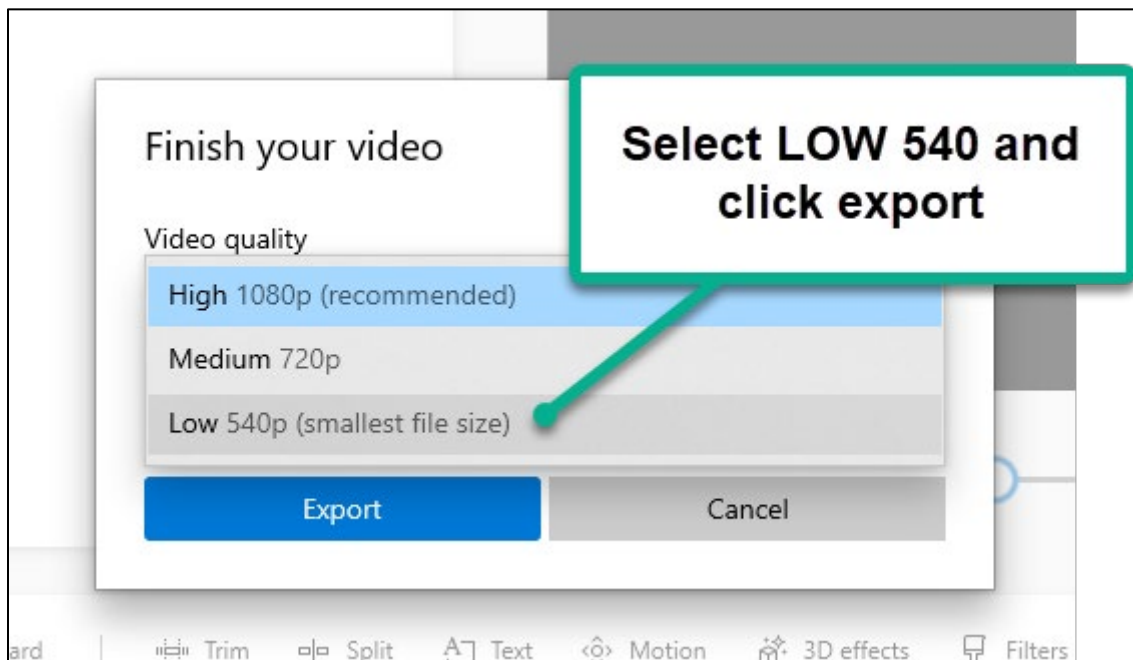 Finish your video
Select LOW 540 and
click export
Video quality
High 1080p (recommended)
Medium 720p
Low 540p (smallest file size)
Export Cancel
ard Trim Split Text Motion 3D effects Filters